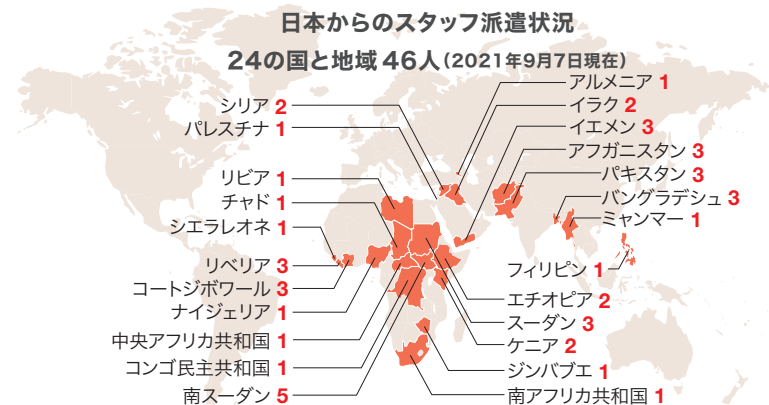 日本からのスタッフ派遣状況
24の国と地域 46人（2021年9月7日現在）
シリア 2
パレスチナ 1
リビア 1
チャド 1
シエラレオネ 1
リベリア 3
コートジボワール 3
ナイジェリア 1
中央アフリカ共和国 1
コンゴ民主共和国 1
南スーダン 5
アルメニア 1
イラク 2
イエメン 3
アフガニスタン 3
パキスタン 3
バングラデシュ 3
ミャンマー 1
フィリピン 1
エチオピア 2
スーダン 3
ケニア 2
ジンバブエ 1
南アフリカ共和国 1